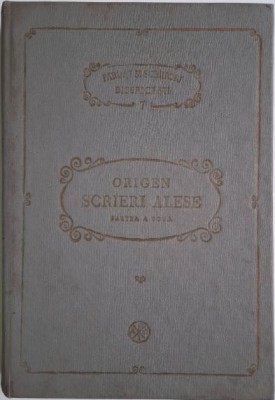 PĂRINȚI ȘI SCRIITORI
BISERICEȘTI
7
ORIGEN
SCRIERI ALESE
PARTEA A DOUA